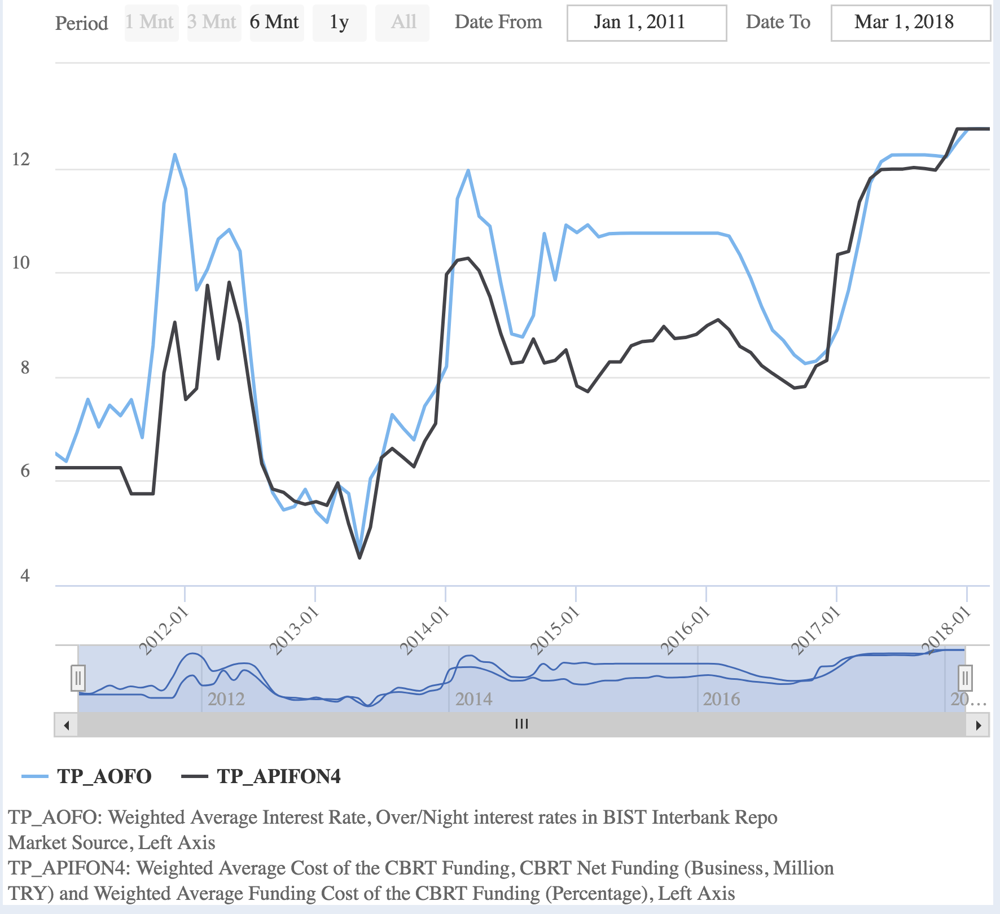 Period 1 Mnt 3 Mnt 6 Mnt 1y All Date From Jan 1, 2011 Date To Mar 1, 2018
12
10
8
6
4
2012-01 2013-01 2014-01 2015-01 2016-01 2017-01 2018-01
2012 2014 2016 20…
TP_AOFO TP_APIFON4
TP_AOFO: Weighted Average Interest Rate, Over/Night interest rates in BIST Interbank Repo
Market Source, Left Axis
TP_APIFON4: Weighted Average Cost of the CBRT Funding, CBRT Net Funding (Business, Million
TRY) and Weighted Average Funding Cost of the CBRT Funding (Percentage), Left Axis